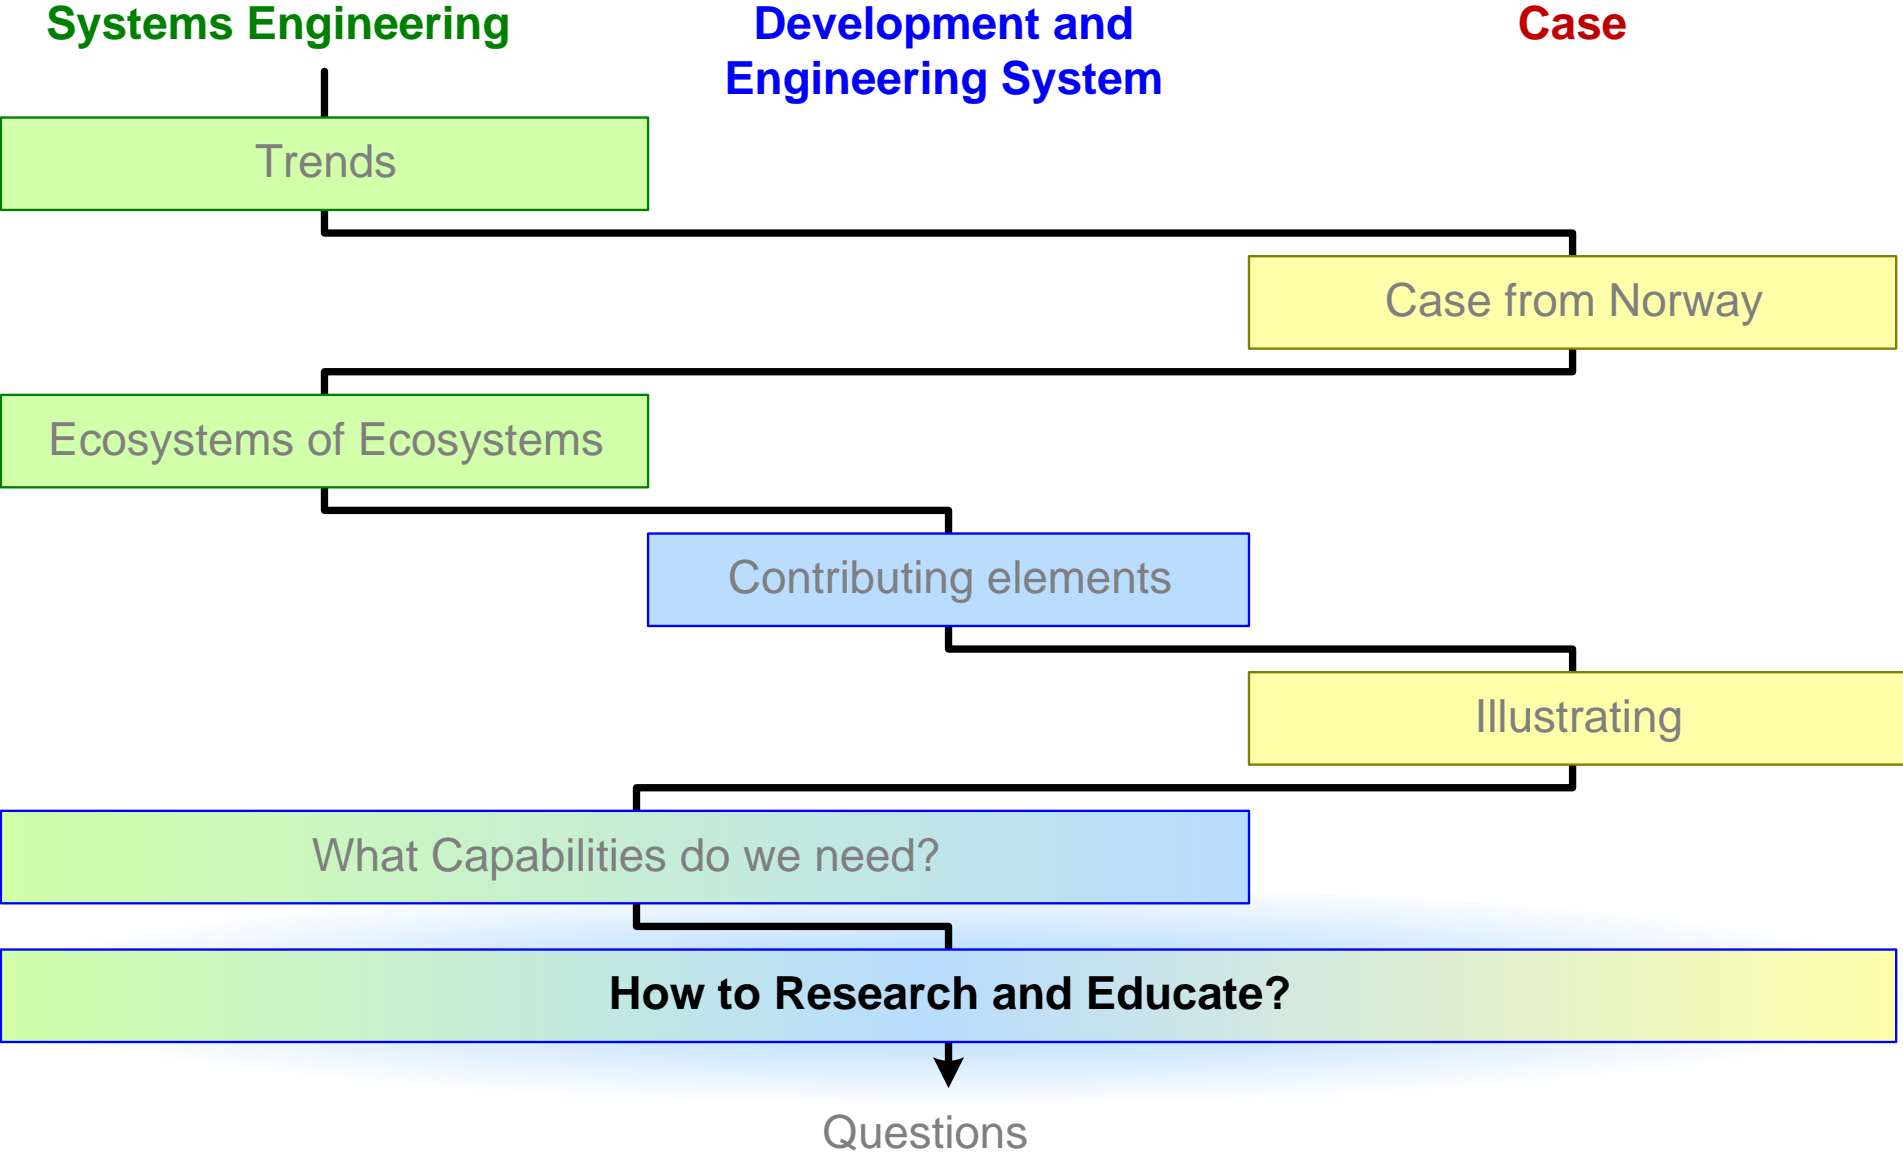 Systems Engineering
Development and
Engineering System
Case
Trends
Case from Norway
Ecosystems of Ecosystems
Contributing elements
Illustrating
What Capabilities do we need?
How to Research and Educate?
Questions